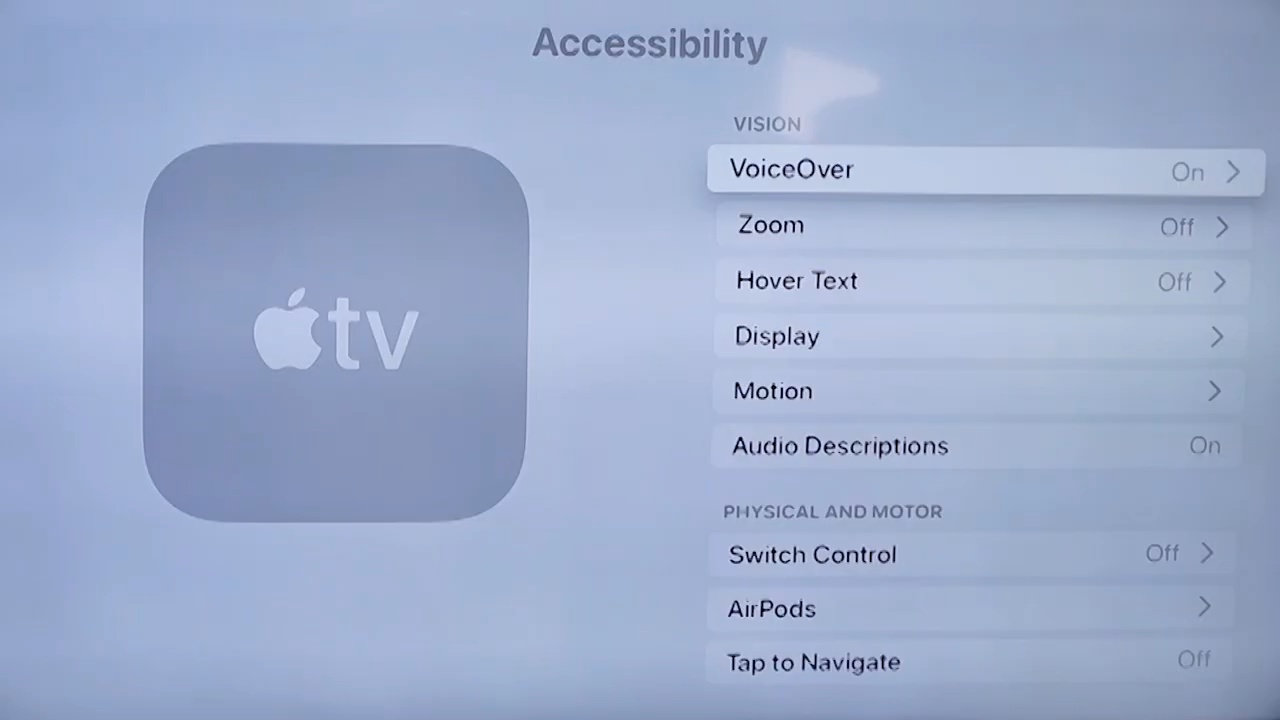 Accessibility
tv
VISION
VoiceOver On
Zoom Off
Hover Text Off
Display
Motion
Audio Descriptions On
PHYSICAL AND MOTOR
Switch Control Off
AirPods
Tap to Navigate Off